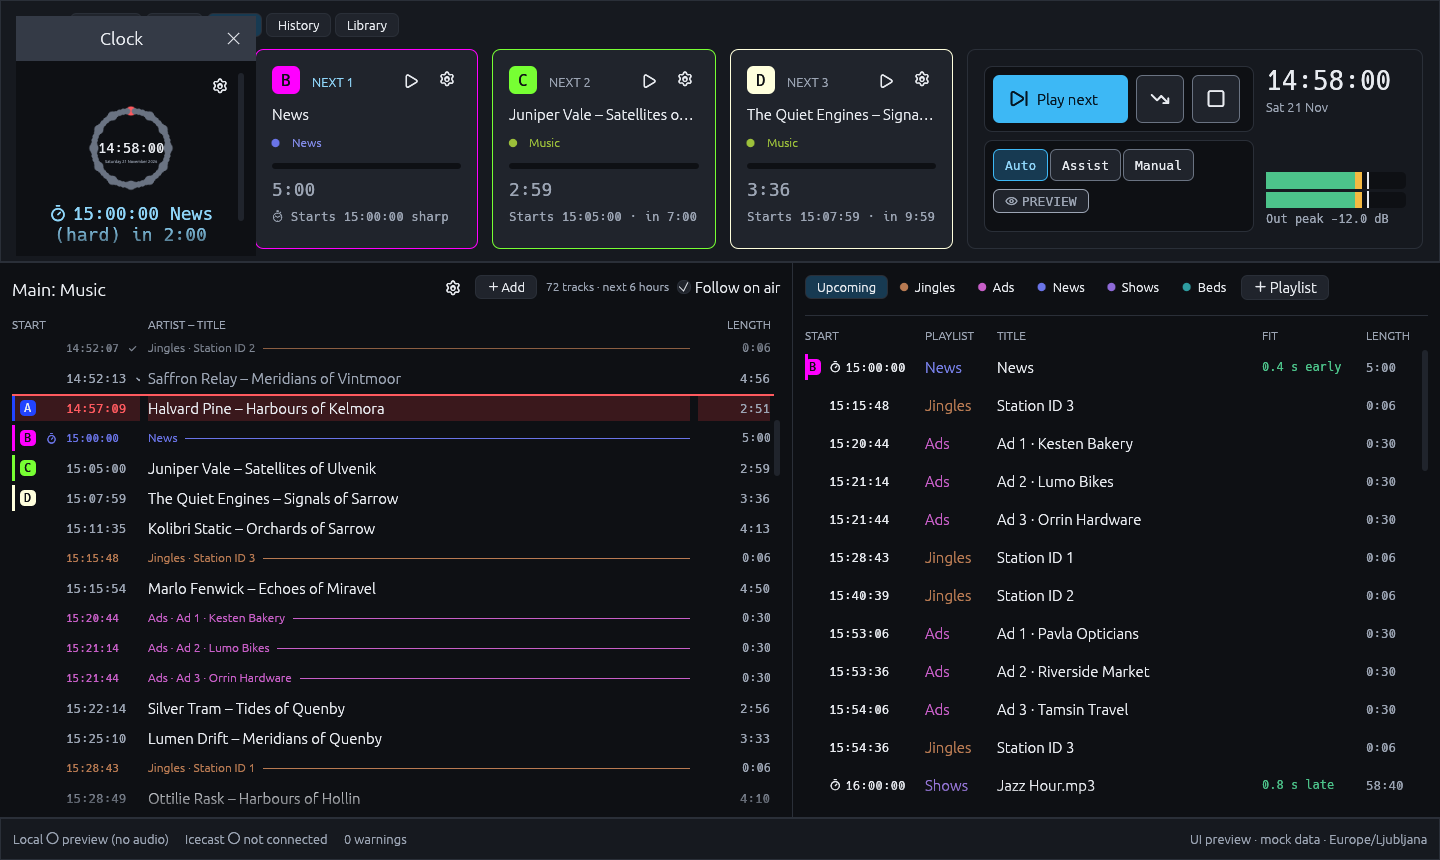 History
Library
Clock
14:58:00
Saturday 21 November 2026
15:00:00 News
(hard) in 2:00
B NEXT 1
News
News
5:00
Starts 15:00:00 sharp
C NEXT 2
Juniper Vale – Satellites o…
Music
2:59
Starts 15:05:00 · in 7:00
D NEXT 3
The Quiet Engines – Signa…
Music
3:36
Starts 15:07:59 · in 9:59
Play next
Auto Assist Manual
PREVIEW
14:58:00
Sat 21 Nov
Out peak -12.0 dB
Main: Music
+ Add
72 tracks · next 6 hours
Follow on air
START ARTIST – TITLE LENGTH
14:52:07 Jingles · Station ID 2 0:06
14:52:13 Saffron Relay – Meridians of Vintmoor 4:56
A 14:57:09 Halvard Pine – Harbours of Kelmora 2:51
B 15:00:00 News 5:00
C 15:05:00 Juniper Vale – Satellites of Ulvenik 2:59
D 15:07:59 The Quiet Engines – Signals of Sarrow 3:36
15:11:35 Kolibri Static – Orchards of Sarrow 4:13
15:15:48 Jingles · Station ID 3 0:06
15:15:54 Marlo Fenwick – Echoes of Miravel 4:50
15:20:44 Ads · Ad 1 · Kesten Bakery 0:30
15:21:14 Ads · Ad 2 · Lumo Bikes 0:30
15:21:44 Ads · Ad 3 · Orrin Hardware 0:30
15:22:14 Silver Tram – Tides of Quenby 2:56
15:25:10 Lumen Drift – Meridians of Quenby 3:33
15:28:43 Jingles · Station ID 1 0:06
15:28:49 Ottilie Rask – Harbours of Hollin 4:10
Upcoming Jingles Ads News Shows Beds + Playlist
START PLAYLIST TITLE FIT LENGTH
B 15:00:00 News News 0.4 s early 5:00
15:15:48 Jingles Station ID 3 0:06
15:20:44 Ads Ad 1 · Kesten Bakery 0:30
15:21:14 Ads Ad 2 · Lumo Bikes 0:30
15:21:44 Ads Ad 3 · Orrin Hardware 0:30
15:28:43 Jingles Station ID 1 0:06
15:40:39 Jingles Station ID 2 0:06
15:53:06 Ads Ad 1 · Pavla Opticians 0:30
15:53:36 Ads Ad 2 · Riverside Market 0:30
15:54:06 Ads Ad 3 · Tamsin Travel 0:30
15:54:36 Jingles Station ID 3 0:06
16:00:00 Shows Jazz Hour.mp3 0.8 s late 58:40
Local preview (no audio) Icecast not connected 0 warnings
UI preview · mock data · Europe/Ljubljana